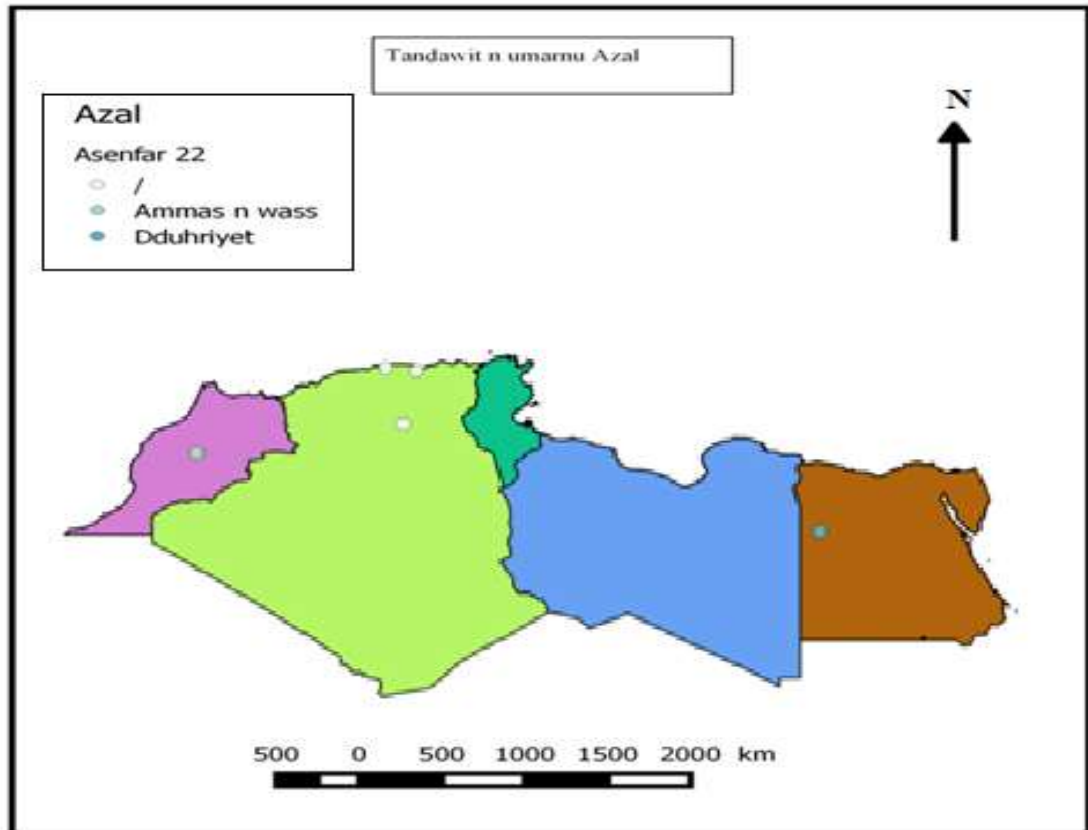 Tandawit n umarnu Azal
N
Azal
Asenfar 22
/
Ammas n wass
Dduhriyet
500 0 500 1000 1500 2000 km